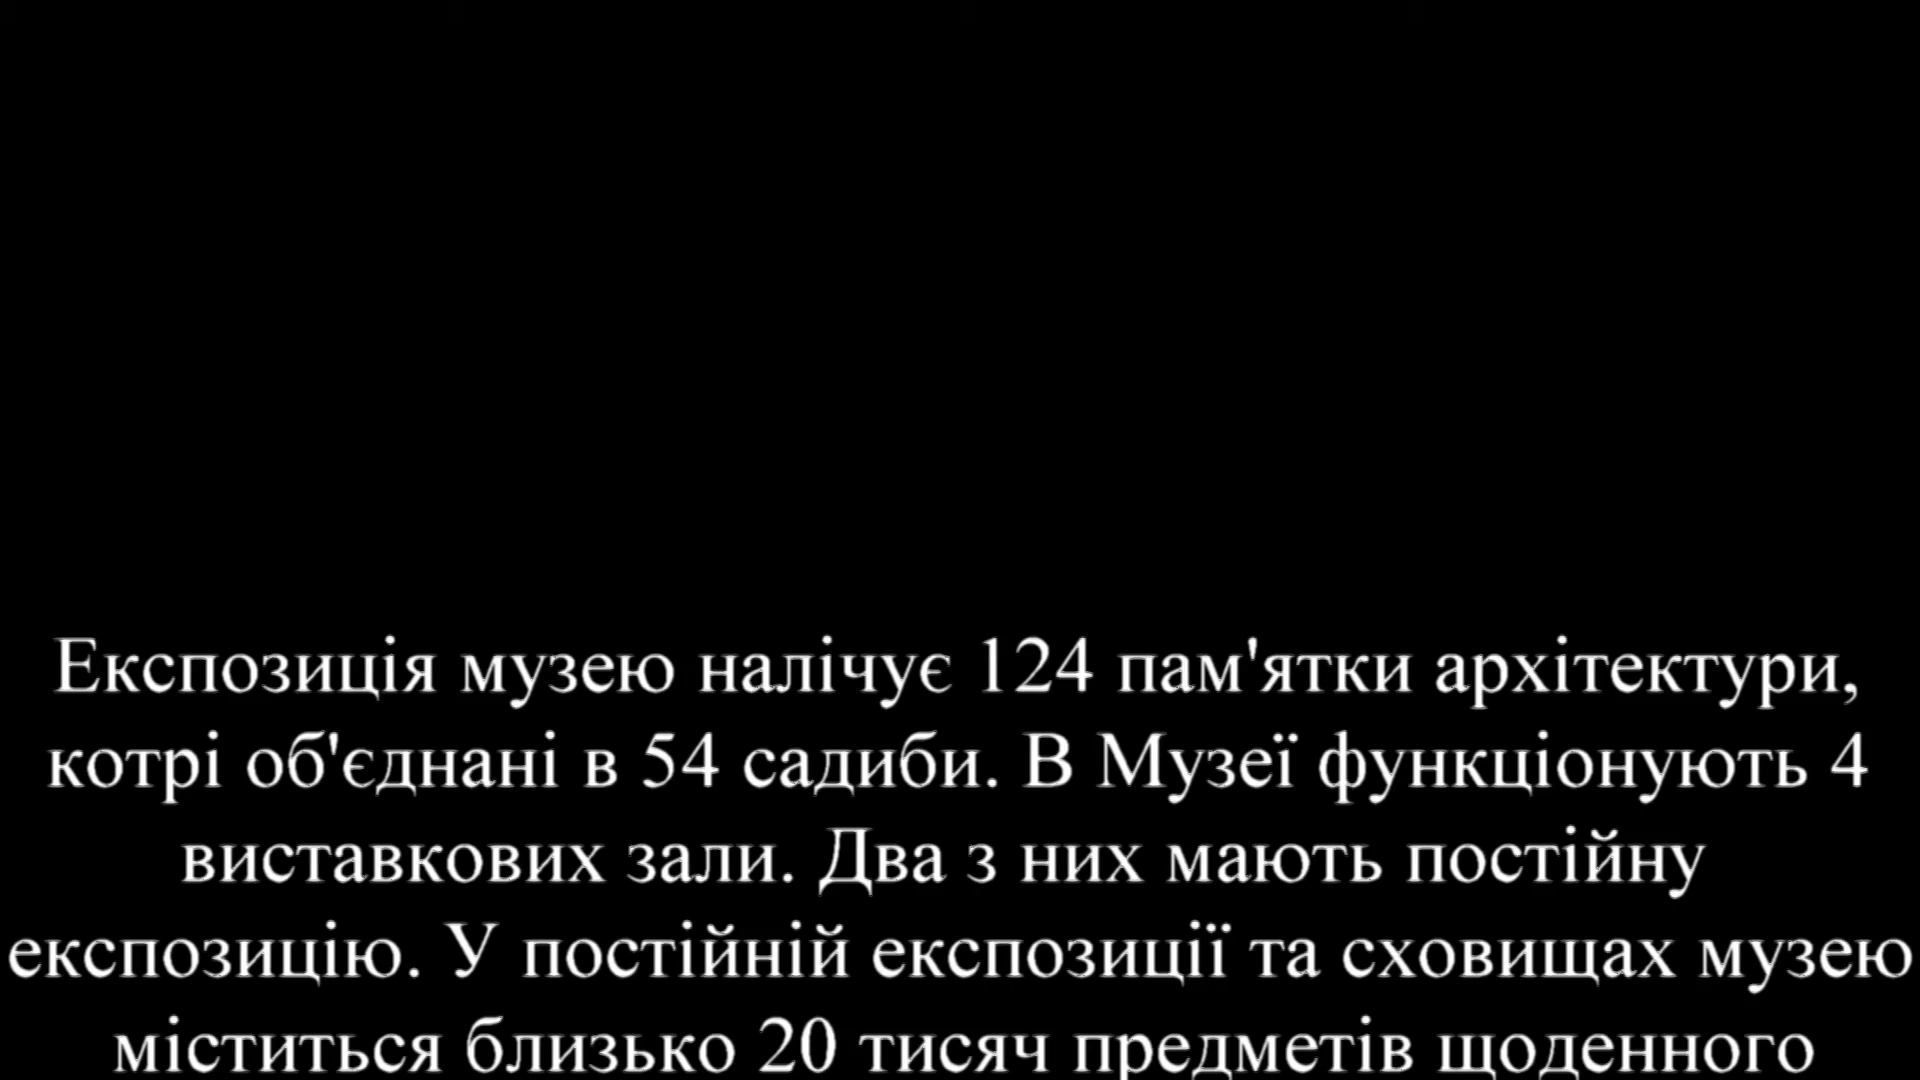 Експозиція музею налічує 124 пам'ятки архітектури,
котрі об'єднані в 54 садиби. В Музеї функціонують 4
виставкових зали. Два з них мають постійну
експозицію. У постійній експозиції та сховищах музею
міститься близько 20 тисяч предметів щоденного